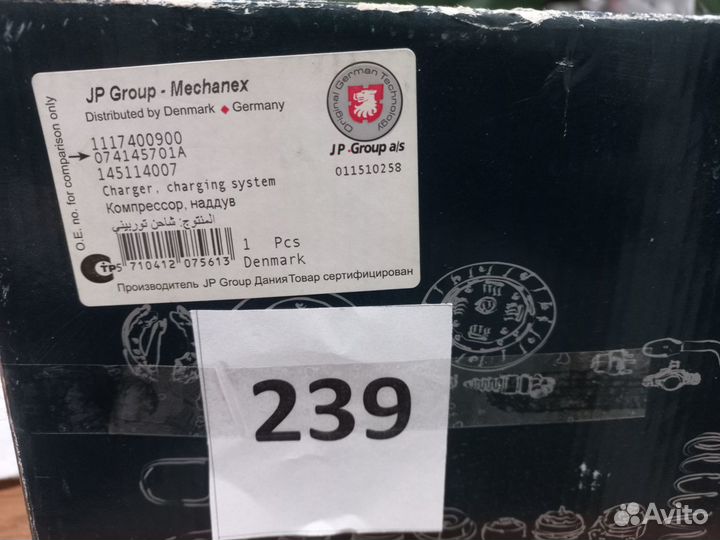 JP Group - Mechanex
Distributed by Denmark ♦ Germany
O.E. no. for comparison only
1117400900
074145701A
145114007
Charger, charging system
Компрессор, наддув
المنتوج: شاحن توربيني
Original German Technology
JP Group a/s
011510258
5 710412 075613
1 Pcs
Denmark
Производитель JP Group ДанияТовар сертифицирован
239
Avito